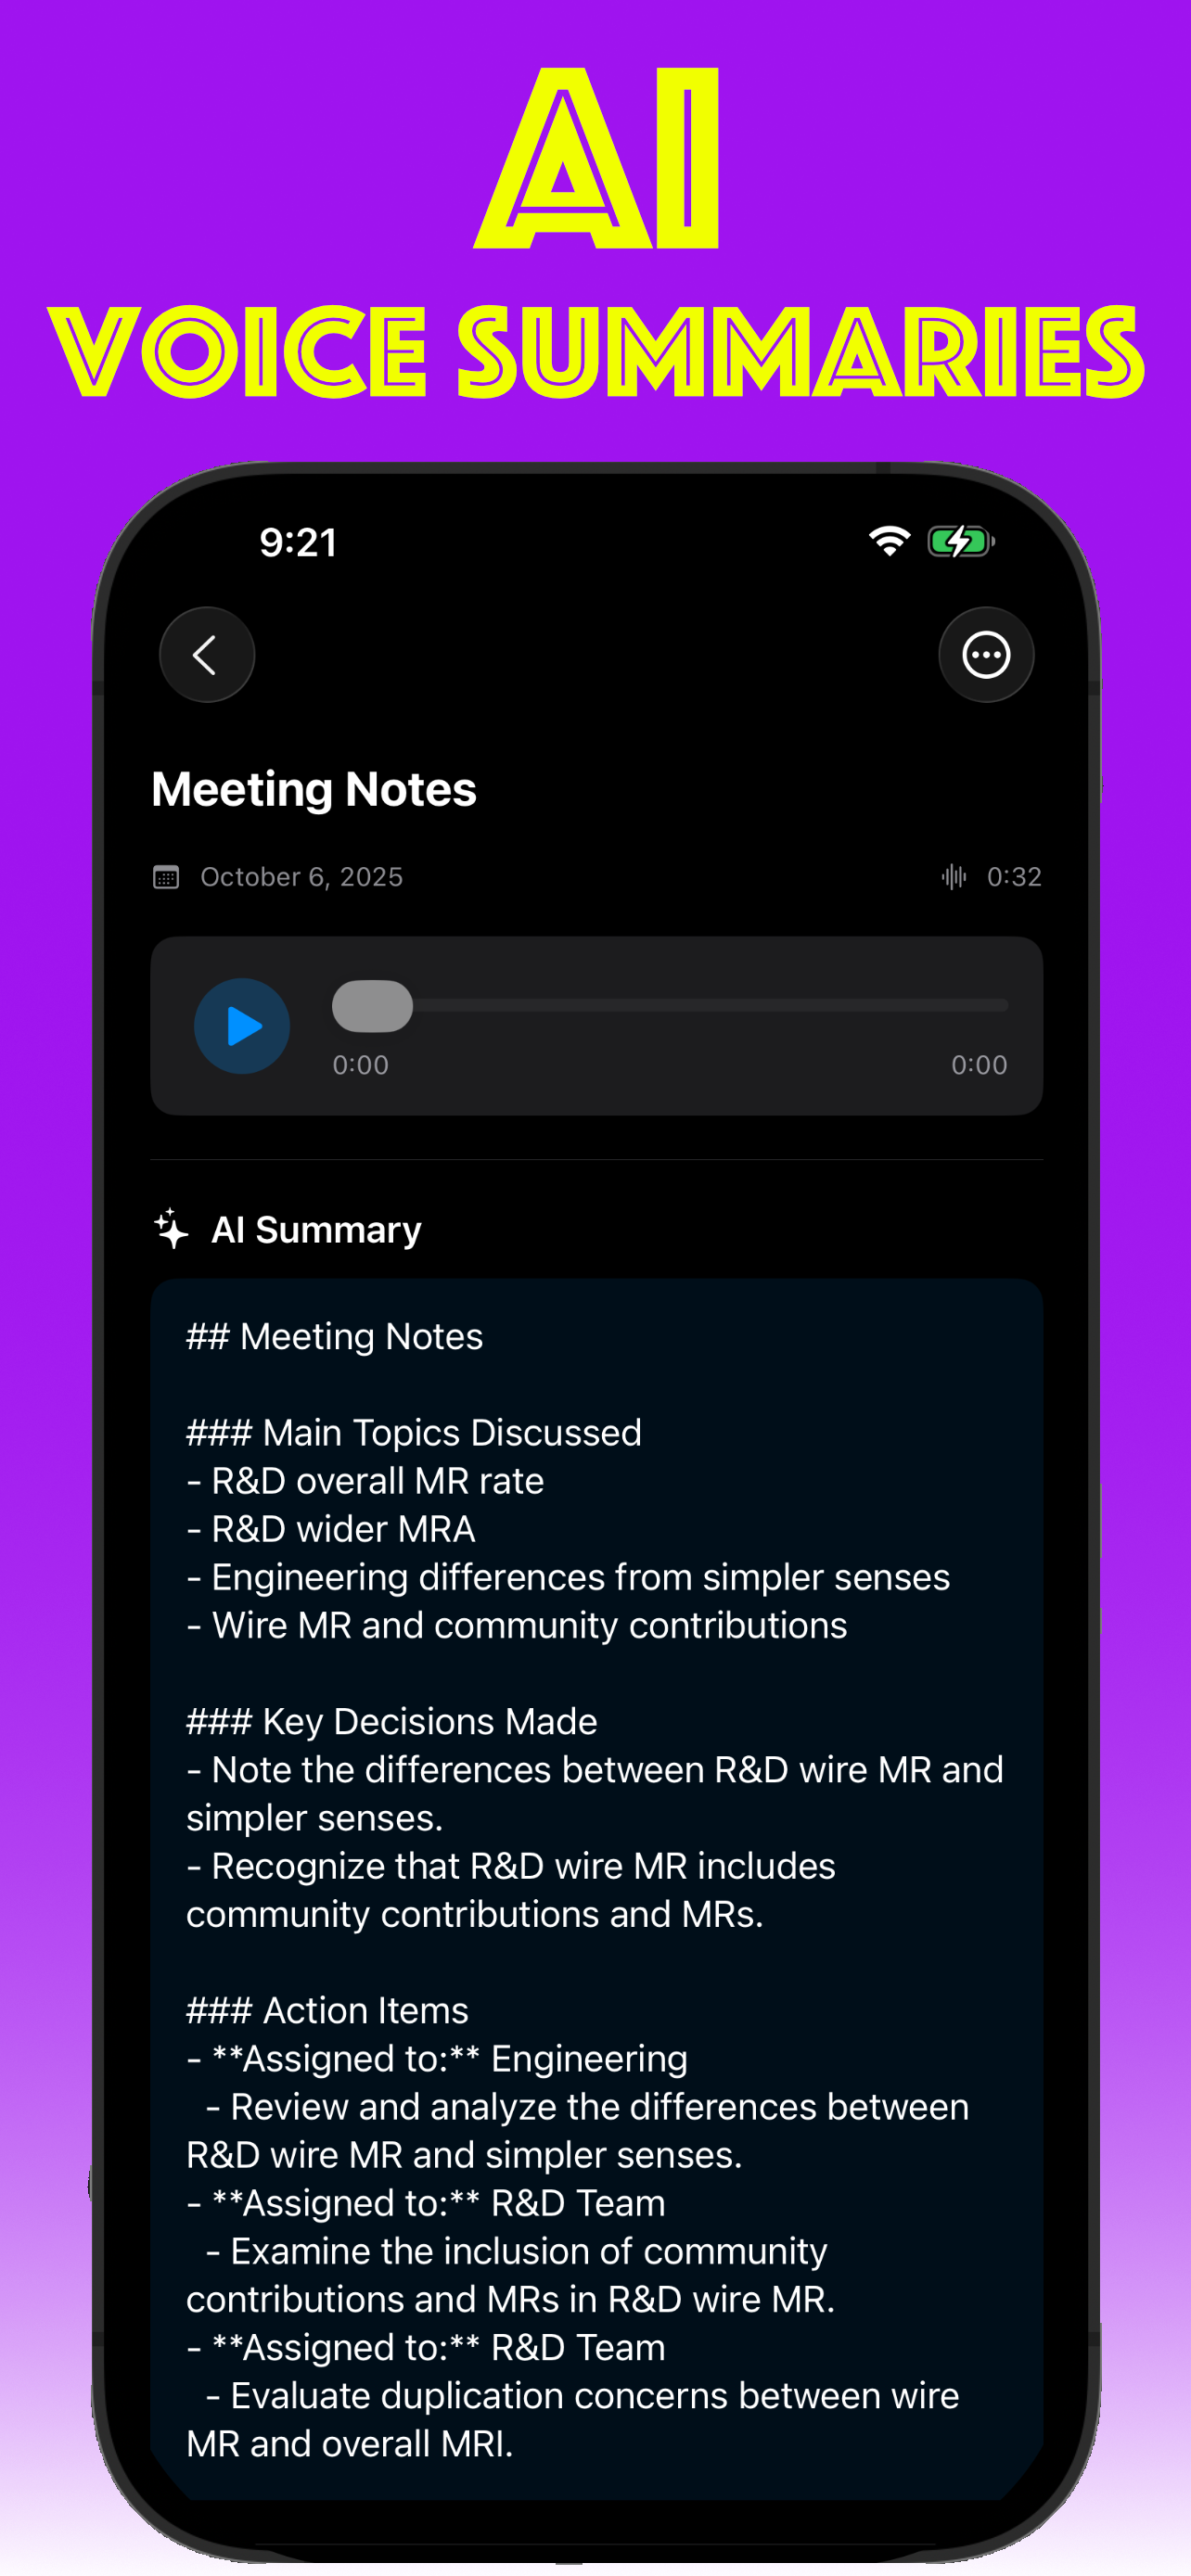 AI
VOICE SUMMARIES
9:21
Meeting Notes
October 6, 2025
0:32
0:00
0:00
AI Summary
## Meeting Notes
### Main Topics Discussed
- R&D overall MR rate
- R&D wider MRA
- Engineering differences from simpler senses
- Wire MR and community contributions
### Key Decisions Made
- Note the differences between R&D wire MR and
simpler senses.
- Recognize that R&D wire MR includes
community contributions and MRs.
### Action Items
- **Assigned to:** Engineering
- Review and analyze the differences between
R&D wire MR and simpler senses.
- **Assigned to:** R&D Team
- Examine the inclusion of community
contributions and MRs in R&D wire MR.
- **Assigned to:** R&D Team
- Evaluate duplication concerns between wire
MR and overall MRI.